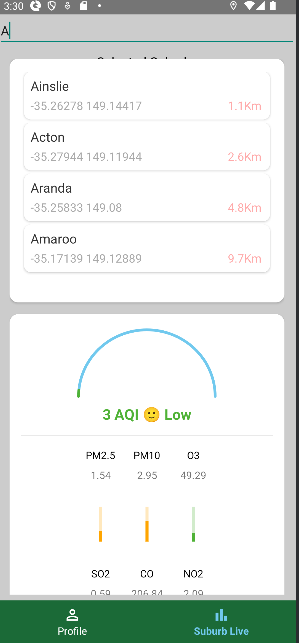 3:30
A
Ainslie
-35.26278 149.14417 1.1Km
Acton
-35.27944 149.11944 2.6Km
Aranda
-35.25833 149.08 4.8Km
Amaroo
-35.17139 149.12889 9.7Km
3 AQI 🙂 Low
PM2.5 PM10 O3
1.54 2.95 49.29
SO2 CO NO2
0.59 206.84 2.09
Profile Suburb Live